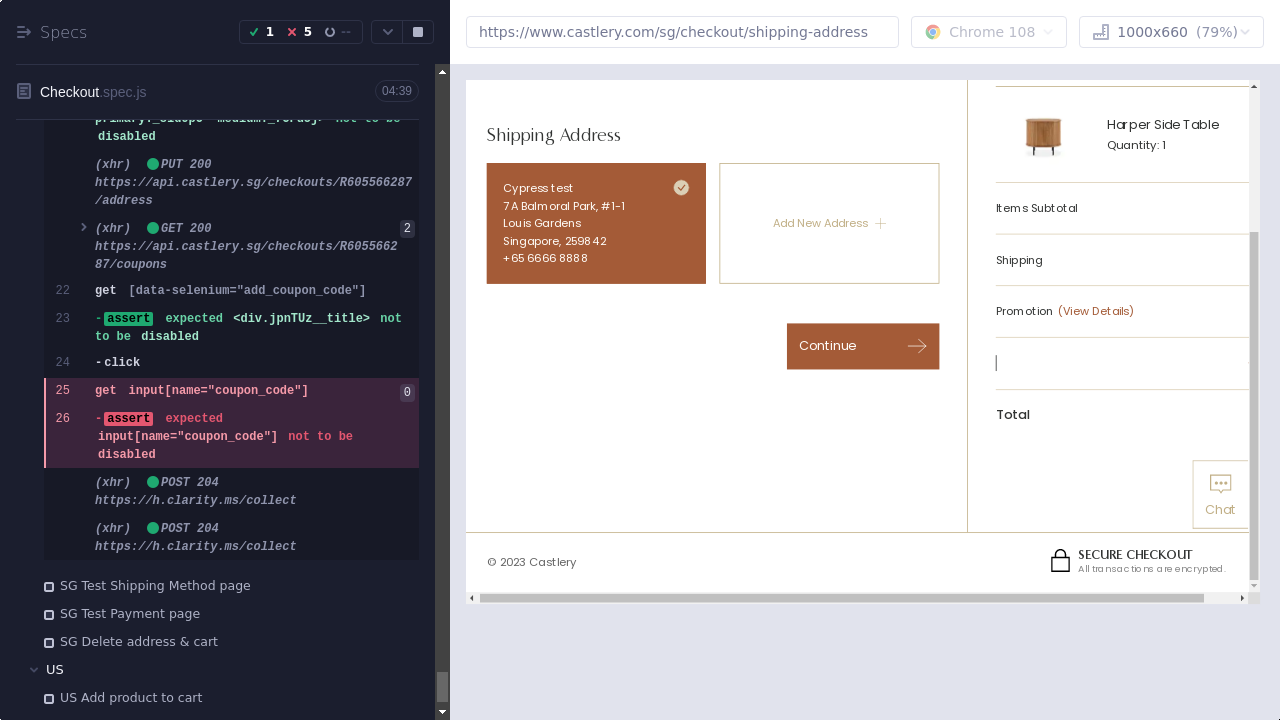 Specs
1
5
--
Checkout.spec.js
04:39
disabled
(xhr) PUT 200
https://api.castlery.sg/checkouts/R605566287
/address
(xhr) GET 200
2
https://api.castlery.sg/checkouts/R6055662
87/coupons
22 get [data-selenium="add_coupon_code"]
23 -assert expected <div.jpnTUz__title> not
to be disabled
24 -click
25 get input[name="coupon_code"]
0
26 -assert expected
input[name="coupon_code"] not to be
disabled
(xhr) POST 204
https://h.clarity.ms/collect
(xhr) POST 204
https://h.clarity.ms/collect
SG Test Shipping Method page
SG Test Payment page
SG Delete address & cart
US
US Add product to cart
https://www.castlery.com/sg/checkout/shipping-address
Chrome 108
1000x660 (79%)
Shipping Address
Cypress test
7A Balmoral Park, #1-1
Louis Gardens
Singapore, 259842
+65 6666 8888
Add New Address
Continue
Harper Side Table
Quantity: 1
Items Subtotal
Shipping
Promotion (View Details)
Total
Chat
© 2023 Castlery
SECURE CHECKOUT
All transactions are encrypted.